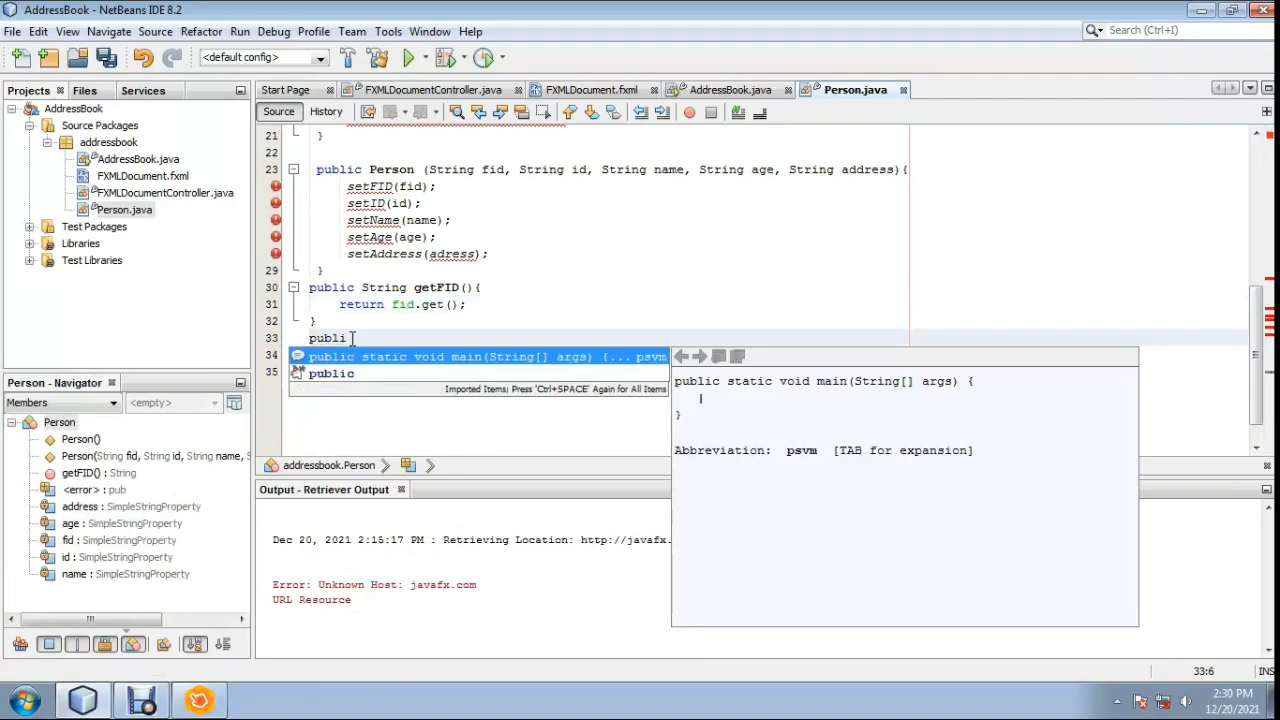 AddressBook - NetBeans IDE 8.2
File Edit View Navigate Source Refactor Run Debug Profile Team Tools Window Help
Search (Ctrl+I)
<default config>
Projects Files Services
Start Page FXMLDocumentController.java FXMLDocument.fxml AddressBook.java Person.java
Source History
AddressBook
Source Packages
addressbook
AddressBook.java
FXMLDocument.fxml
FXMLDocumentController.java
Person.java
Test Packages
Libraries
Test Libraries
21 }
22
23 public Person (String fid, String id, String name, String age, String address){
setFID(fid);
setID(id);
setName(name);
setAge(age);
setAddress(adress);
29 }
30 public String getFID(){
31 return fid.get();
32 }
33 publi
34
35
public static void main(String[] args) {... psvm
public
Imported Items; Press 'Ctrl+SPACE' Again for All Items
public static void main(String[] args) {
|
}
Abbreviation: psvm [TAB for expansion]
Person - Navigator
Members <empty>
Person
Person()
Person(String fid, String id, String name, S
getFID() : String
<error> : pub
address : SimpleStringProperty
age : SimpleStringProperty
fid : SimpleStringProperty
id : SimpleStringProperty
name : SimpleStringProperty
addressbook.Person
Output - Retriever Output
Dec 20, 2021 2:15:17 PM : Retrieving Location: http://javafx.
Error: Unknown Host: javafx.com
URL Resource
33:6 INS
2:30 PM
12/20/2021